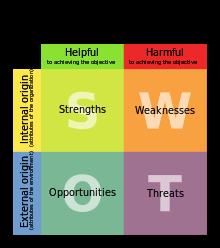 Helpful
to achieving the objective
Harmful
to achieving the objective
Internal origin
(attributes of the organization)
S
Strengths
W
Weaknesses
External origin
(attributes of the environment)
O
Opportunities
T
Threats